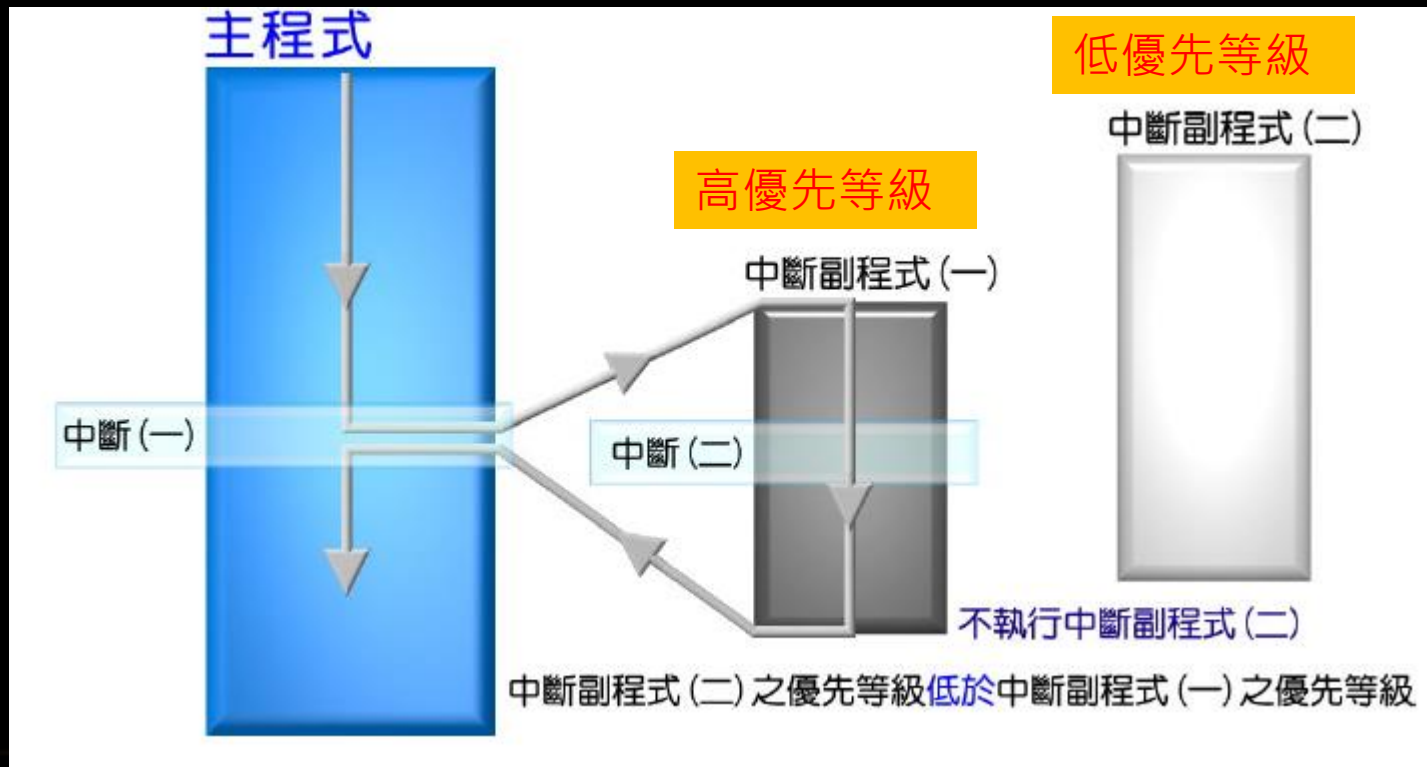 主程式
低優先等級
中斷副程式(二)
高優先等級
中斷副程式(一)
中斷(一)
中斷(二)
不執行中斷副程式(二)
中斷副程式(二)之優先等級低於中斷副程式(一)之優先等級